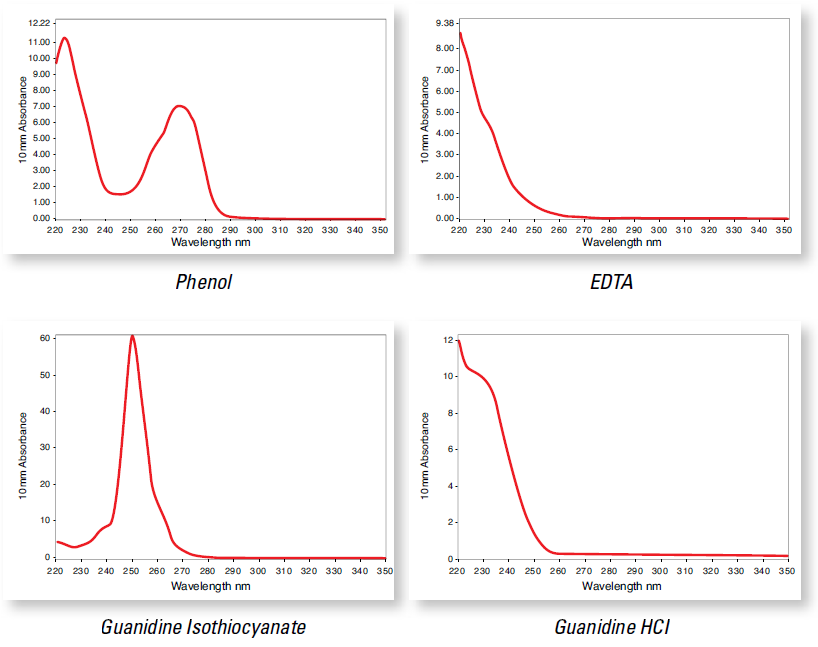 12.22
11.00
10.00
9.00
8.00
7.00
6.00
5.00
4.00
3.00
2.00
1.00
0.00
10mm Absorbance
220 230 240 250 260 270 280 290 300 310 320 330 340 350
Wavelength nm
Phenol
9.38
8.00
7.00
6.00
5.00
4.00
3.00
2.00
1.00
0.00
10mm Absorbance
220 230 240 250 260 270 280 290 300 310 320 330 340 350
Wavelength nm
EDTA
60
50
40
30
20
10
0
10mm Absorbance
220 230 240 250 260 270 280 290 300 310 320 330 340 350
Wavelength nm
Guanidine Isothiocyanate
12
10
8
6
4
2
0
10mm Absorbance
220 230 240 250 260 270 280 290 300 310 320 330 340 350
Wavelength nm
Guanidine HCl